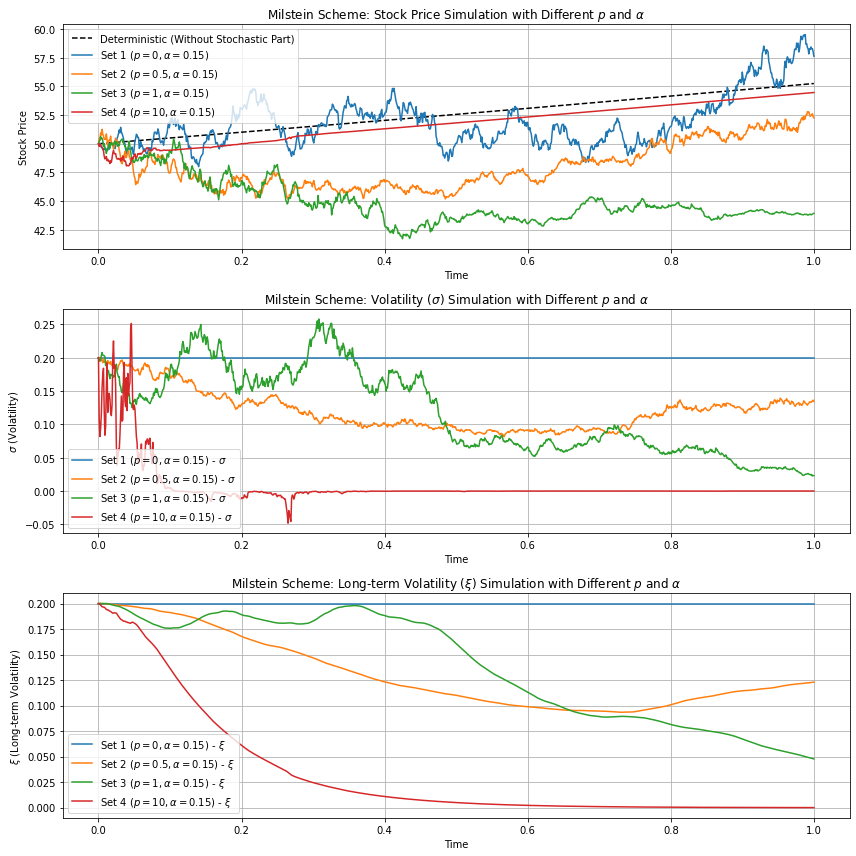 Milstein Scheme: Stock Price Simulation with Different p and α
60.0
57.5
55.0
52.5
50.0
47.5
45.0
42.5
Stock Price
Deterministic (Without Stochastic Part)
Set 1 (p = 0, α = 0.15)
Set 2 (p = 0.5, α = 0.15)
Set 3 (p = 1, α = 0.15)
Set 4 (p = 10, α = 0.15)
0.0 0.2 0.4 0.6 0.8 1.0
Time
Milstein Scheme: Volatility (σ) Simulation with Different p and α
0.25
0.20
0.15
0.10
0.05
0.00
−0.05
σ (Volatility)
Set 1 (p = 0, α = 0.15) - σ
Set 2 (p = 0.5, α = 0.15) - σ
Set 3 (p = 1, α = 0.15) - σ
Set 4 (p = 10, α = 0.15) - σ
0.0 0.2 0.4 0.6 0.8 1.0
Time
Milstein Scheme: Long-term Volatility (ξ) Simulation with Different p and α
0.200
0.175
0.150
0.125
0.100
0.075
0.050
0.025
0.000
ξ (Long-term Volatility)
Set 1 (p = 0, α = 0.15) - ξ
Set 2 (p = 0.5, α = 0.15) - ξ
Set 3 (p = 1, α = 0.15) - ξ
Set 4 (p = 10, α = 0.15) - ξ
0.0 0.2 0.4 0.6 0.8 1.0
Time